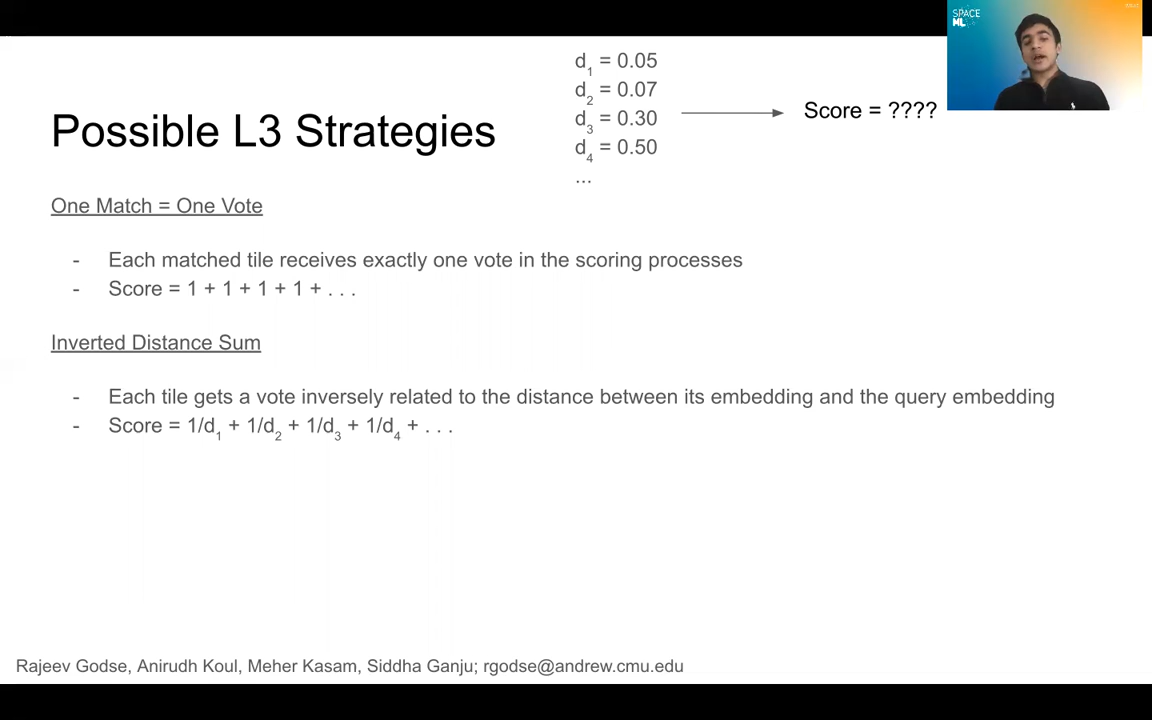 SPACE
ML
d1 = 0.05
d2 = 0.07
d3 = 0.30
d4 = 0.50
...
Score = ????
Possible L3 Strategies
One Match = One Vote
- Each matched tile receives exactly one vote in the scoring processes
- Score = 1 + 1 + 1 + 1 + . . .
Inverted Distance Sum
- Each tile gets a vote inversely related to the distance between its embedding and the query embedding
- Score = 1/d1 + 1/d2 + 1/d3 + 1/d4 + . . .
Rajeev Godse, Anirudh Koul, Meher Kasam, Siddha Ganju; rgodse@andrew.cmu.edu